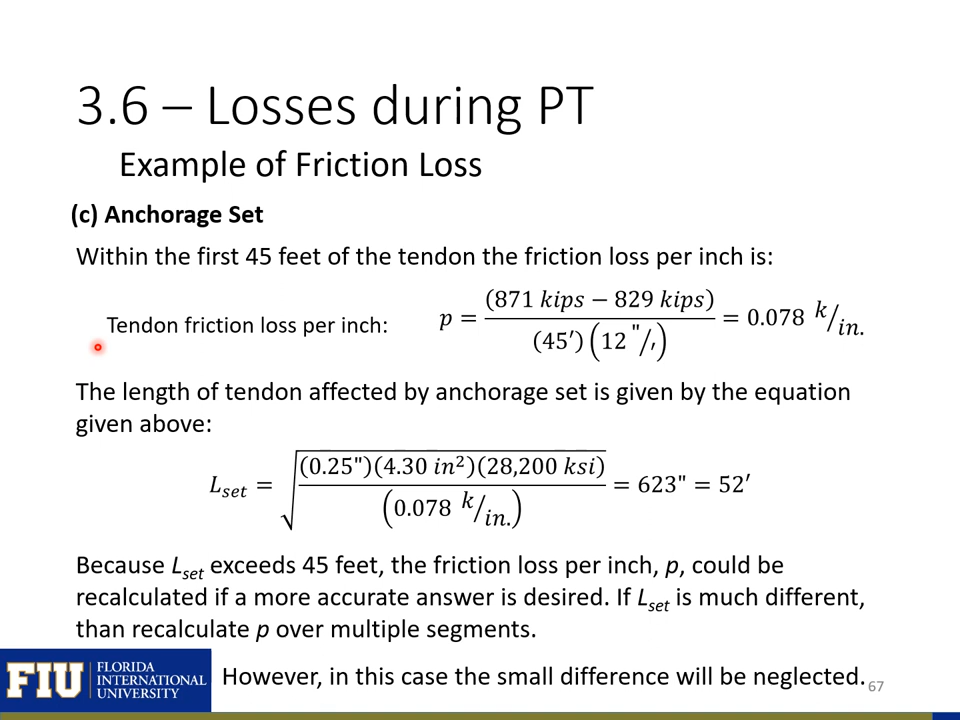 3.6 – Losses during PT
Example of Friction Loss
(c) Anchorage Set
Within the first 45 feet of the tendon the friction loss per inch is:
Tendon friction loss per inch: p = (871 kips − 829 kips) / (45′)(12 "/′) = 0.078 k/in.
The length of tendon affected by anchorage set is given by the equation
given above:
L_set = √((0.25")(4.30 in²)(28,200 ksi) / (0.078 k/in.)) = 623" = 52′
Because L_set exceeds 45 feet, the friction loss per inch, p, could be
recalculated if a more accurate answer is desired. If L_set is much different,
than recalculate p over multiple segments.
FIU FLORIDA
INTERNATIONAL
UNIVERSITY
However, in this case the small difference will be neglected.
67